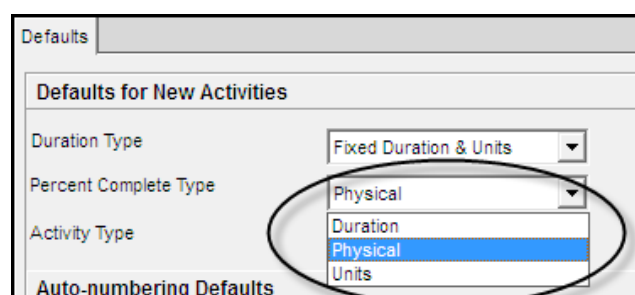 Defaults
Defaults for New Activities
Duration Type Fixed Duration & Units
Percent Complete Type Physical
Activity Type Duration
Physical
Units
Auto-numbering Defaults